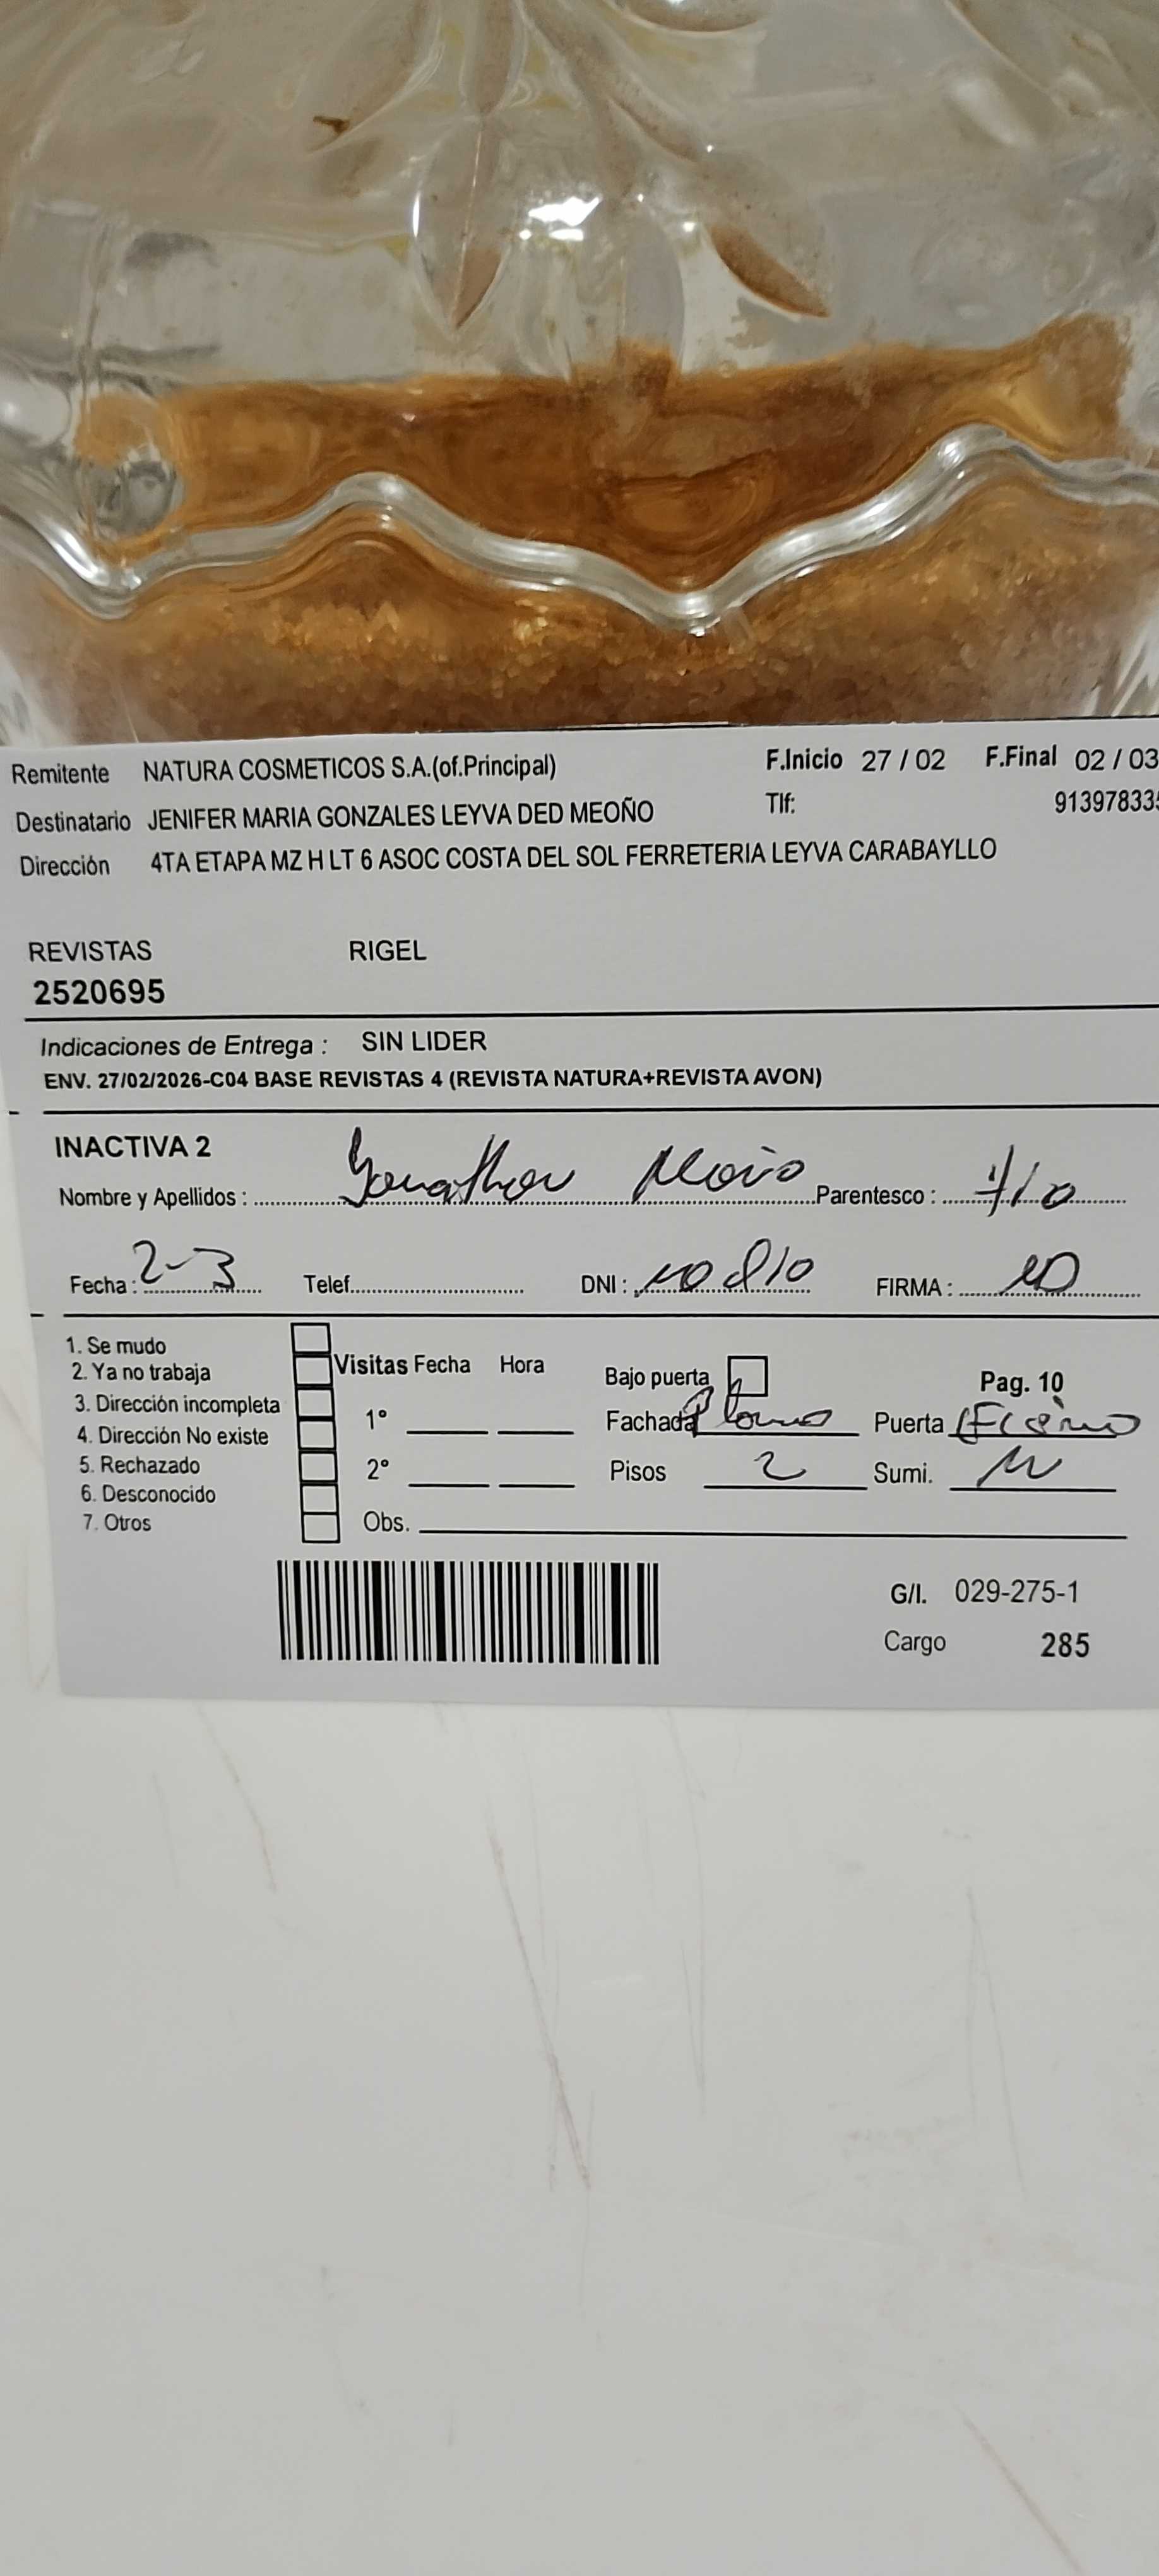 Remitente NATURA COSMETICOS S.A.(of.Principal) F.Inicio 27 / 02 F.Final 02 / 03
Destinatario JENIFER MARIA GONZALES LEYVA DED MEOÑO Tlf: 91397833
Dirección 4TA ETAPA MZ H LT 6 ASOC COSTA DEL SOL FERRETERIA LEYVA CARABAYLLO
REVISTAS RIGEL
2520695
Indicaciones de Entrega : SIN LIDER
ENV. 27/02/2026-C04 BASE REVISTAS 4 (REVISTA NATURA+REVISTA AVON)
INACTIVA 2
Nombre y Apellidos : Jonathan Parentesco :
Fecha : 2-3 Telef. DNI : no dio FIRMA :
1. Se mudo
2. Ya no trabaja
3. Dirección incompleta
4. Dirección No existe
5. Rechazado
6. Desconocido
7. Otros
Visitas Fecha Hora
1°
2°
Obs.
Bajo puerta
Fachada Plomo Puerta
Pisos 2 Sumi.
Pag. 10
G/I. 029-275-1
Cargo 285